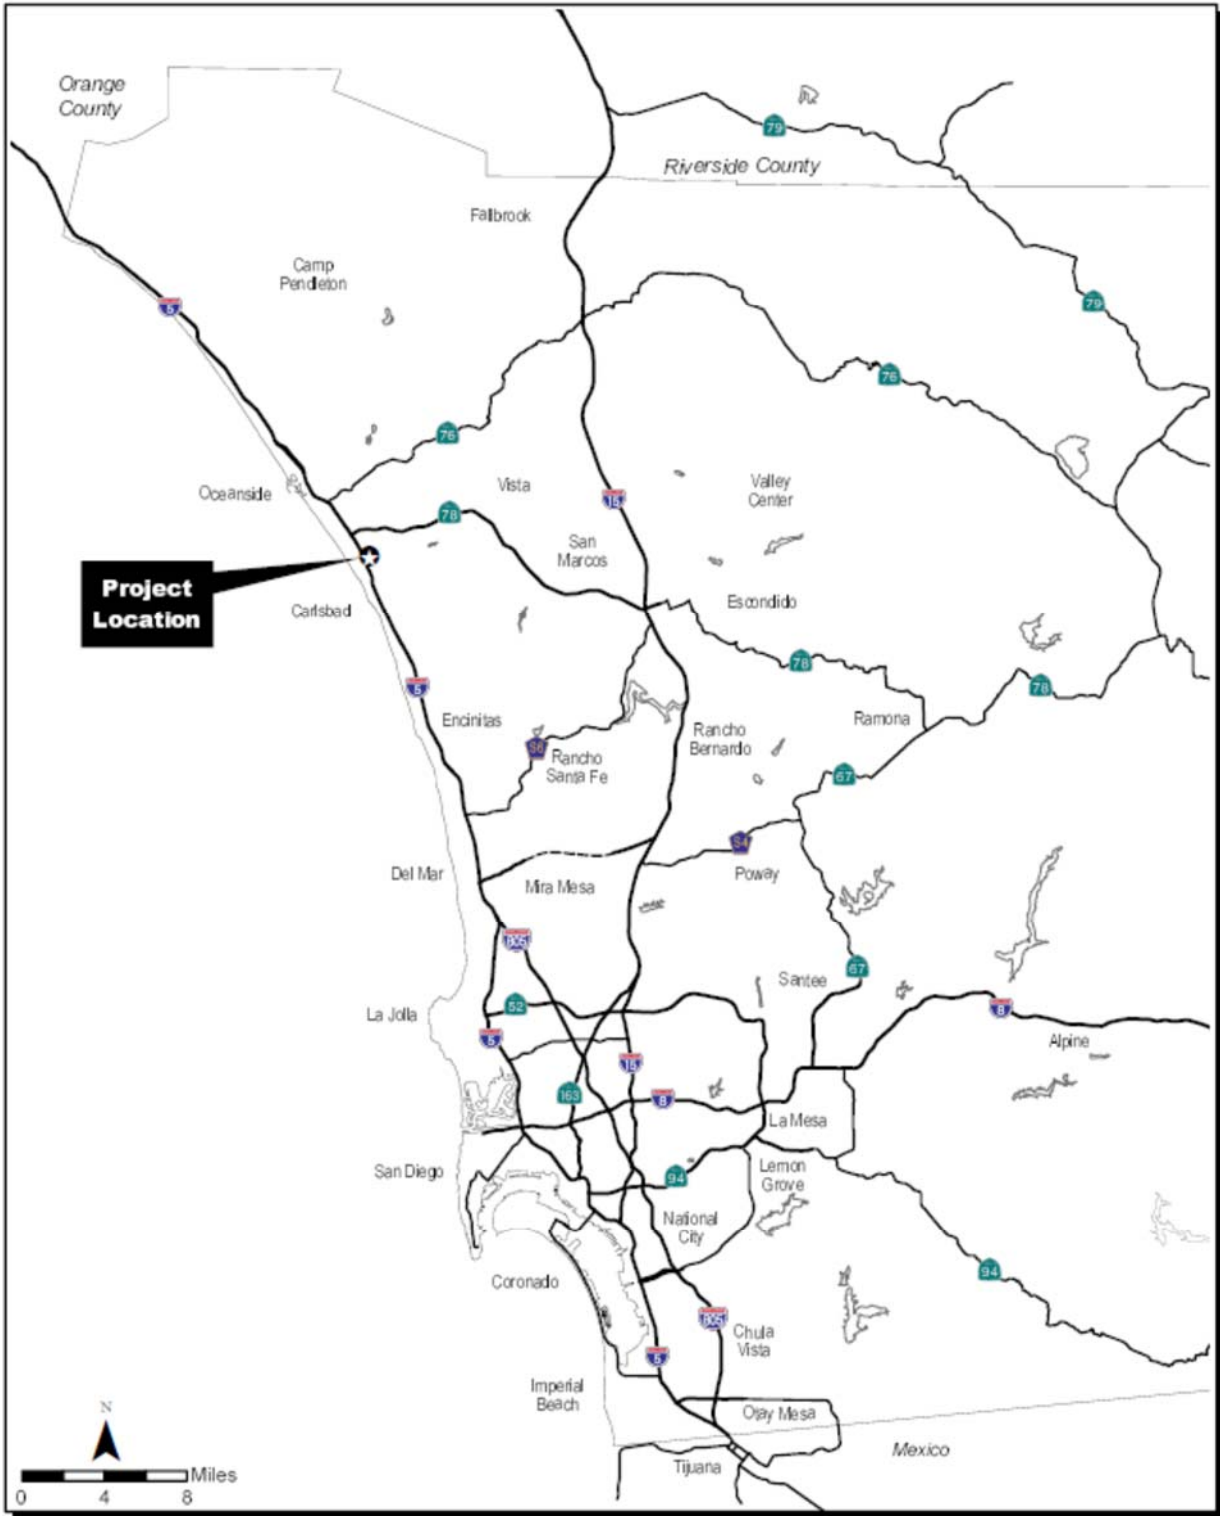 Orange
County
79
Riverside County
Fallbrook
Camp
Pendleton
5
79
76
76
Oceanside
Vista
15
Valley
Center
78
San
Marcos
Project
Location
Carlsbad
Escondido
78
78
5
Encinitas
Ramona
Rancho
Bernardo
S6
Rancho
Santa Fe
67
S4
Del Mar
Mira Mesa
Poway
805
67
Santee
52
La Jolla
8
5
Alpine
15
163
8
La Mesa
San Diego
94
Lemon
Grove
National
City
94
Coronado
805
Chula
Vista
5
Imperial
Beach
Otay Mesa
N
Mexico
Tijuana
Miles
0 4 8